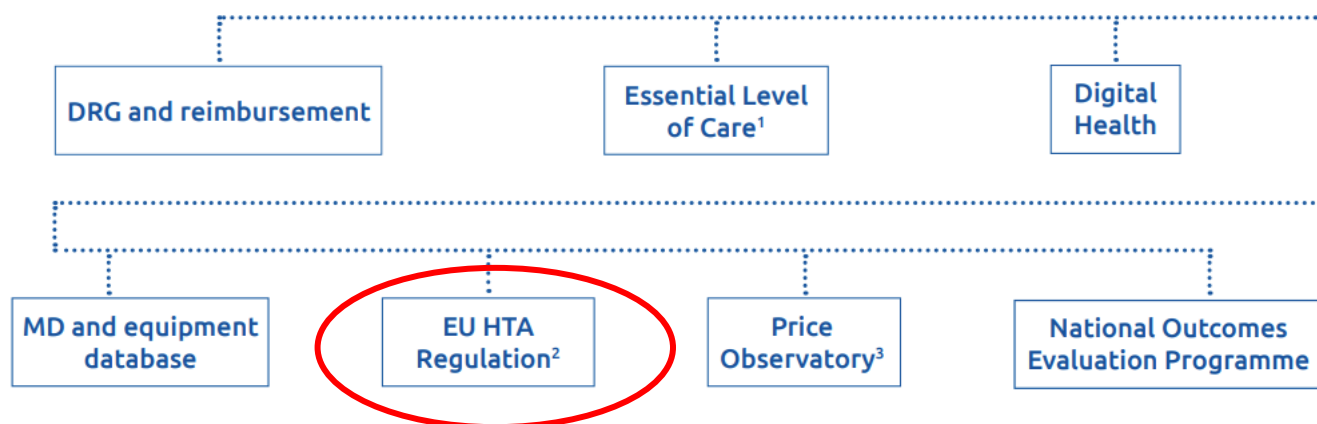 DRG and reimbursement
Essential Level
of Care¹
Digital
Health
MD and equipment
database
EU HTA
Regulation²
Price
Observatory³
National Outcomes
Evaluation Programme